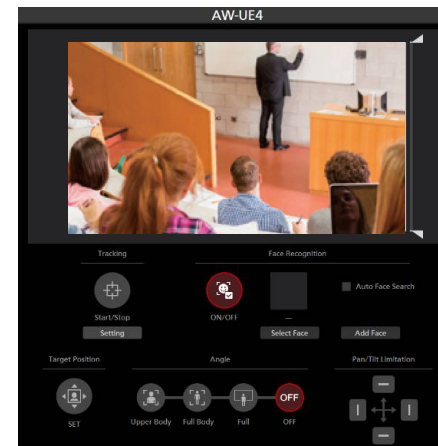 AW-UE4
Tracking
Face Recognition
Start/Stop
Setting
ON/OFF
—
Select Face
Auto Face Search
Add Face
Target Position
Angle
Pan/Tilt Limitation
SET
Upper Body
Full Body
Full
OFF
OFF